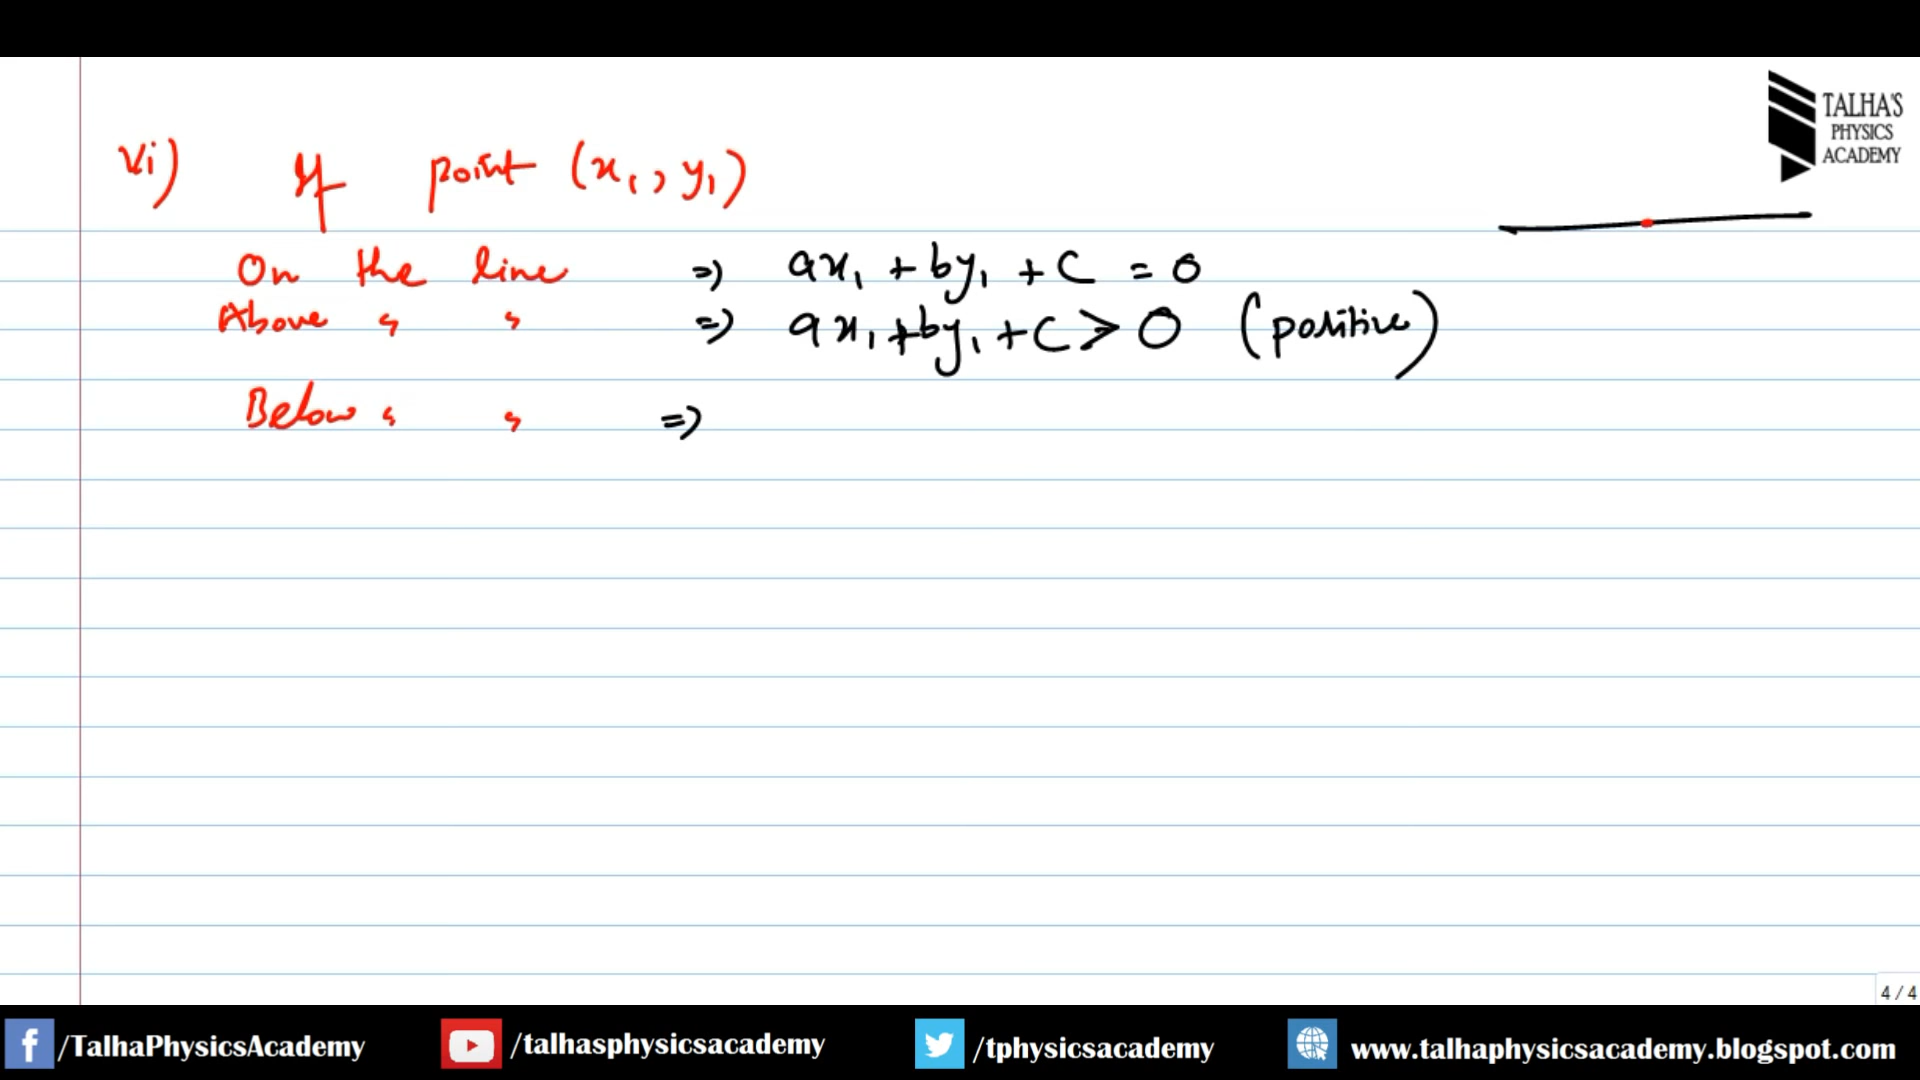 TALHA'S
PHYSICS
ACADEMY
vi) If point (x₁, y₁)
On the line => ax₁ + by₁ + C = 0
Above " " => ax₁ + by₁ + C > 0 (positive)
Below " " =>
4 / 4
/TalhaPhysicsAcademy /talhasphysicsacademy /tphysicsacademy www.talhaphysicsacademy.blogspot.com